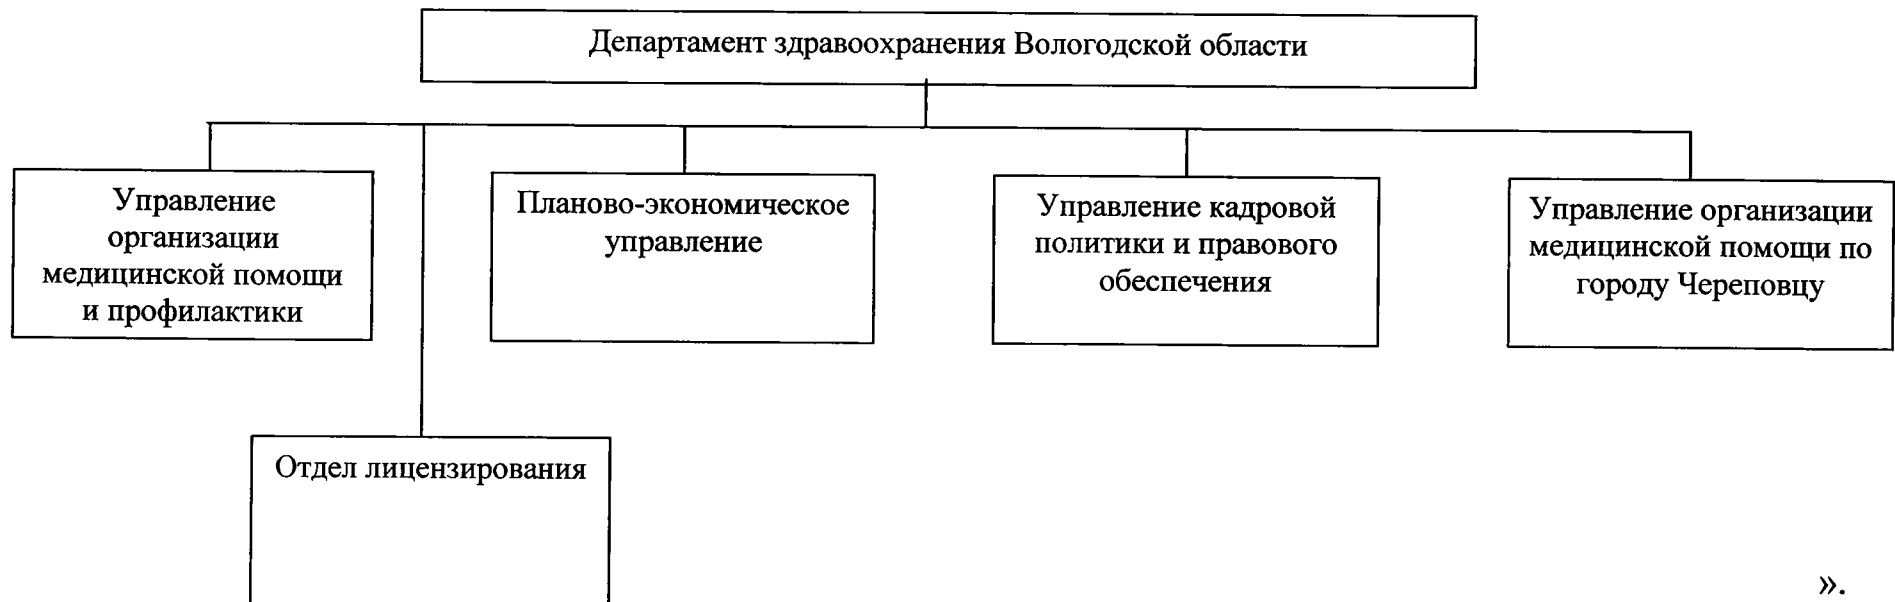 Департамент здравоохранения Вологодской области
Управление
организации
медицинской помощи
и профилактики
Планово-экономическое
управление
Управление кадровой
политики и правового
обеспечения
Управление организации
медицинской помощи по
городу Череповцу
Отдел лицензирования
».